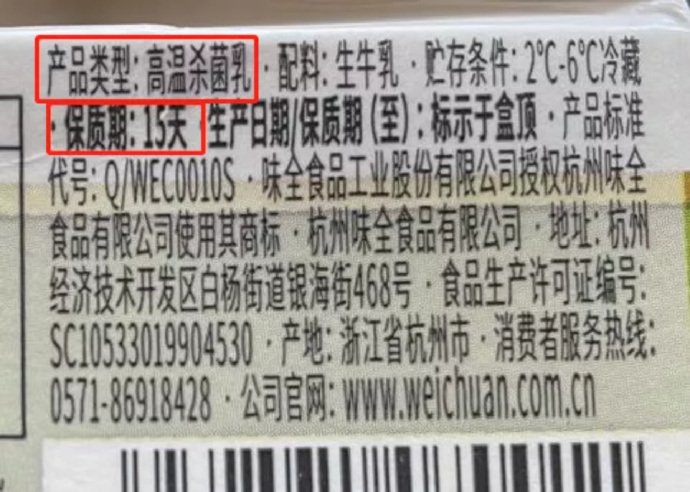 产品类型: 高温杀菌乳 · 配料: 生牛乳 · 贮存条件: 2°C-6°C冷藏
· 保质期: 15天 · 生产日期/保质期(至): 标示于盒顶 · 产品标准
代号: Q/WEC0010S · 味全食品工业股份有限公司授权杭州味全
食品有限公司使用其商标 · 杭州味全食品有限公司 · 地址: 杭州
经济技术开发区白杨街道银海街468号 · 食品生产许可证编号:
SC10533019904530 · 产地: 浙江省杭州市 · 消费者服务热线:
0571-86918428 · 公司官网: www.weichuan.com.cn